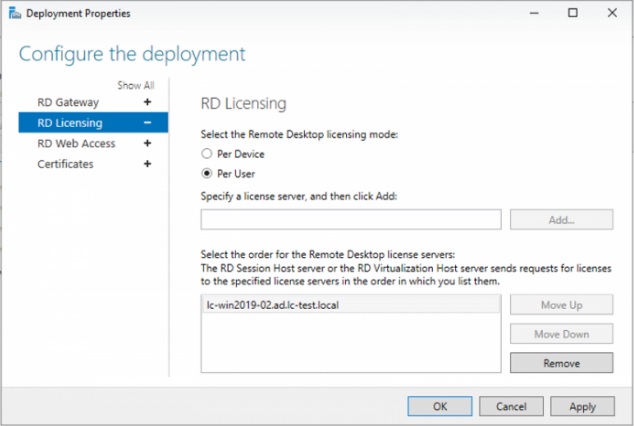 Deployment Properties
Configure the deployment
Show All
RD Gateway +
RD Licensing –
RD Web Access +
Certificates +
RD Licensing
Select the Remote Desktop licensing mode:
Per Device
Per User
Specify a license server, and then click Add:
Add...
Select the order for the Remote Desktop license servers:
The RD Session Host server or the RD Virtualization Host server sends requests for licenses
to the specified license servers in the order in which you list them.
lc-win2019-02.ad.lc-test.local
Move Up
Move Down
Remove
OK
Cancel
Apply